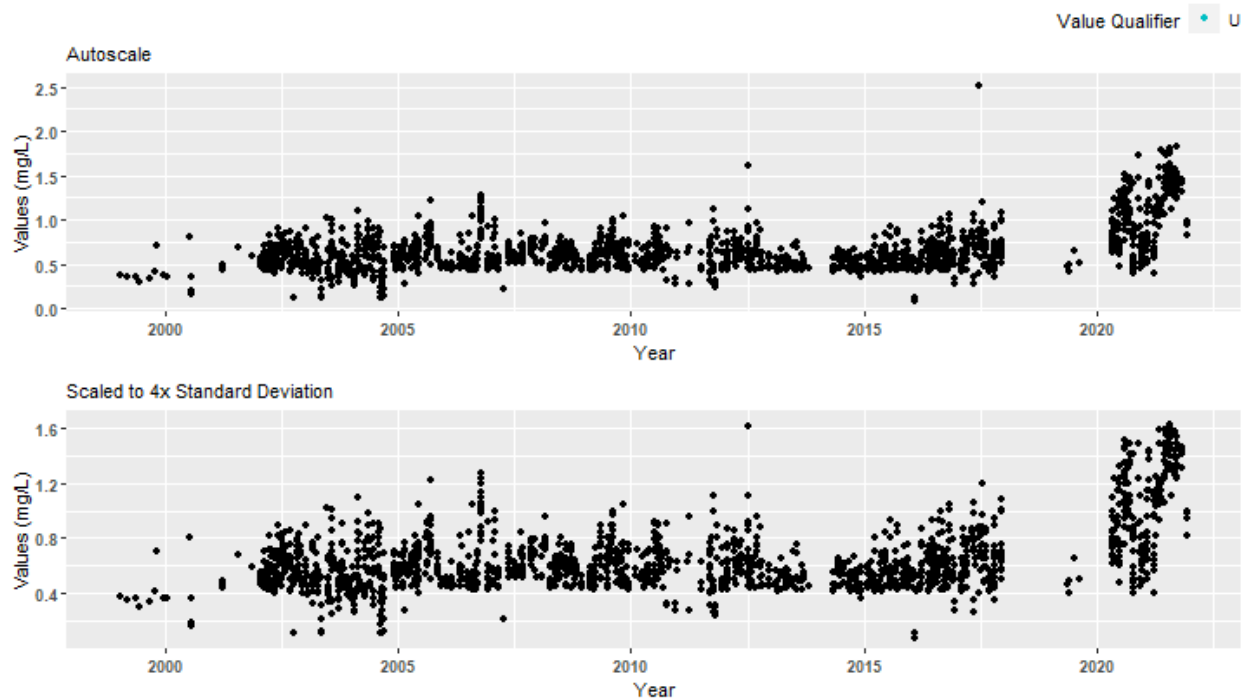 Value Qualifier U
Autoscale
Values (mg/L)
2.5
2.0
1.5
1.0
0.5
0.0
2000 2005 2010 2015 2020
Year
Scaled to 4x Standard Deviation
Values (mg/L)
1.6
1.2
0.8
0.4
2000 2005 2010 2015 2020
Year